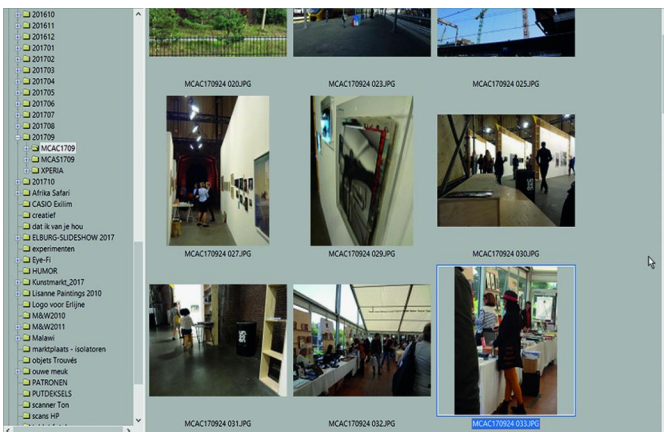 201610
201611
201612
201701
201702
201703
201704
201705
201706
201707
201708
201709
MCAC1709
MCAS1709
XPERIA
201710
Afrika Safari
CASIO Exilim
creatief
dat ik van je hou
ELBURG-SLIDESHOW 2017
experimenten
Eye-Fi
HUMOR
Kunstmarkt_2017
Lisanne Paintings 2010
Logo voor Erlijne
M&W2010
M&W2011
Malawi
marktplaats - isolatoren
objets Trouvés
ouwe meuk
PATRONEN
PUTDEKSELS
scanner Ton
scans HP
MCAC170924 020.JPG
MCAC170924 023.JPG
MCAC170924 025.JPG
MCAC170924 027.JPG
MCAC170924 029.JPG
MCAC170924 030.JPG
MCAC170924 031.JPG
MCAC170924 032.JPG
MCAC170924 033.JPG